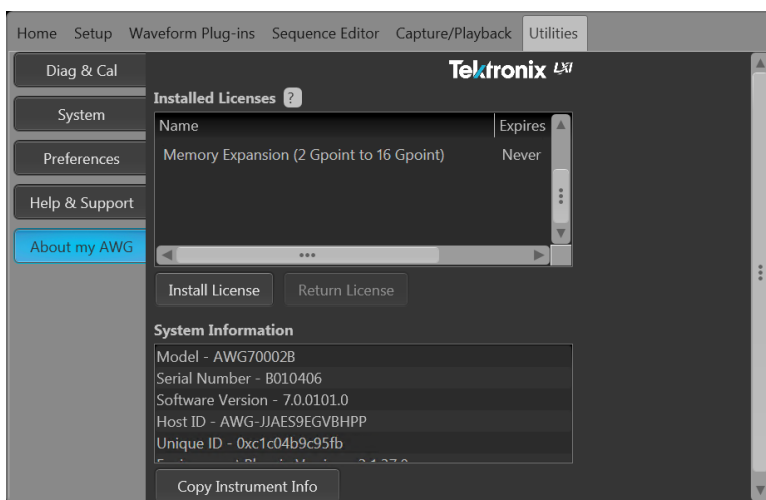 Home Setup Waveform Plug-ins Sequence Editor Capture/Playback Utilities
Diag & Cal
System
Preferences
Help & Support
About my AWG
Tektronix LXI
Installed Licenses ?
Name Expires
Memory Expansion (2 Gpoint to 16 Gpoint) Never
Install License Return License
System Information
Model - AWG70002B
Serial Number - B010406
Software Version - 7.0.0101.0
Host ID - AWG-JJAES9EGVBHPP
Unique ID - 0xc1c04b9c95fb
Copy Instrument Info